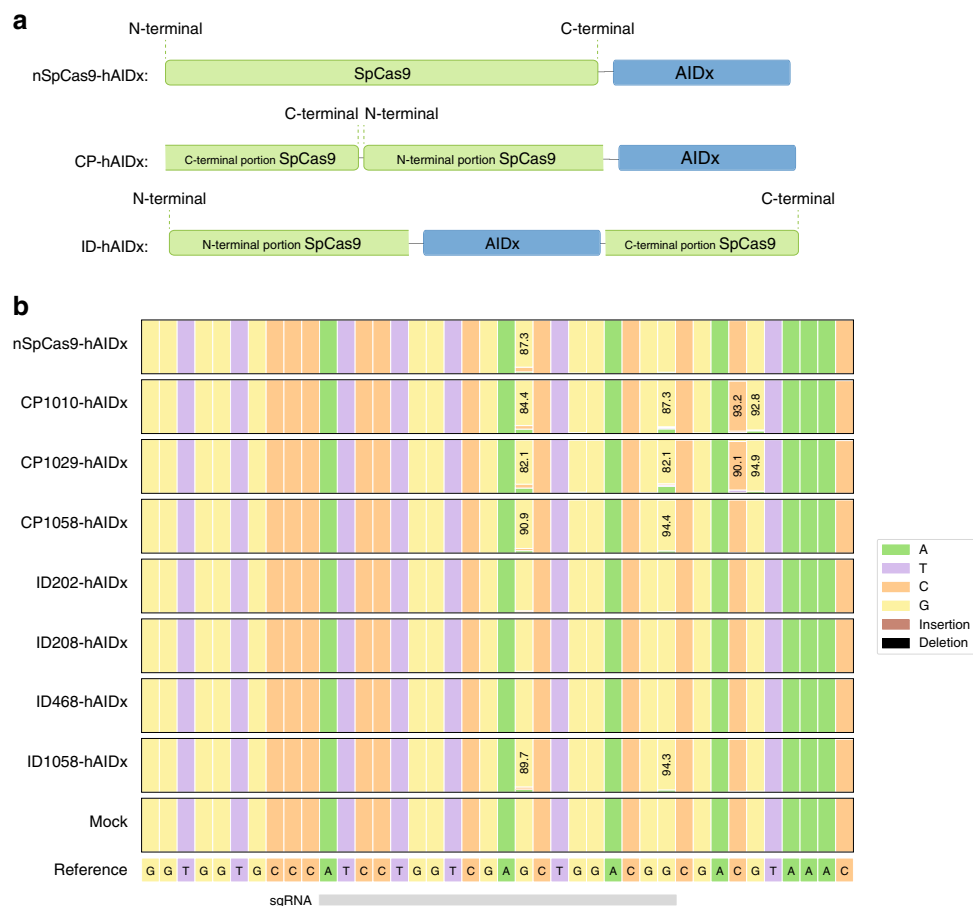 a
N-terminal C-terminal
nSpCas9-hAIDx: SpCas9 AIDx
C-terminal N-terminal
CP-hAIDx: C-terminal portion SpCas9 N-terminal portion SpCas9 AIDx
N-terminal C-terminal
ID-hAIDx: N-terminal portion SpCas9 AIDx C-terminal portion SpCas9
b
nSpCas9-hAIDx 87.3
CP1010-hAIDx 84.4 87.3 93.2 92.8
CP1029-hAIDx 82.1 82.1 90.1 94.9
CP1058-hAIDx 90.9 94.4
ID202-hAIDx
ID208-hAIDx
ID468-hAIDx
ID1058-hAIDx 89.7 94.3
Mock
Reference G G T G G T G C C C A T C C T G G T C G A G C T G G A C G G C G A C G T A A A C
sgRNA
A
T
C
G
Insertion
Deletion